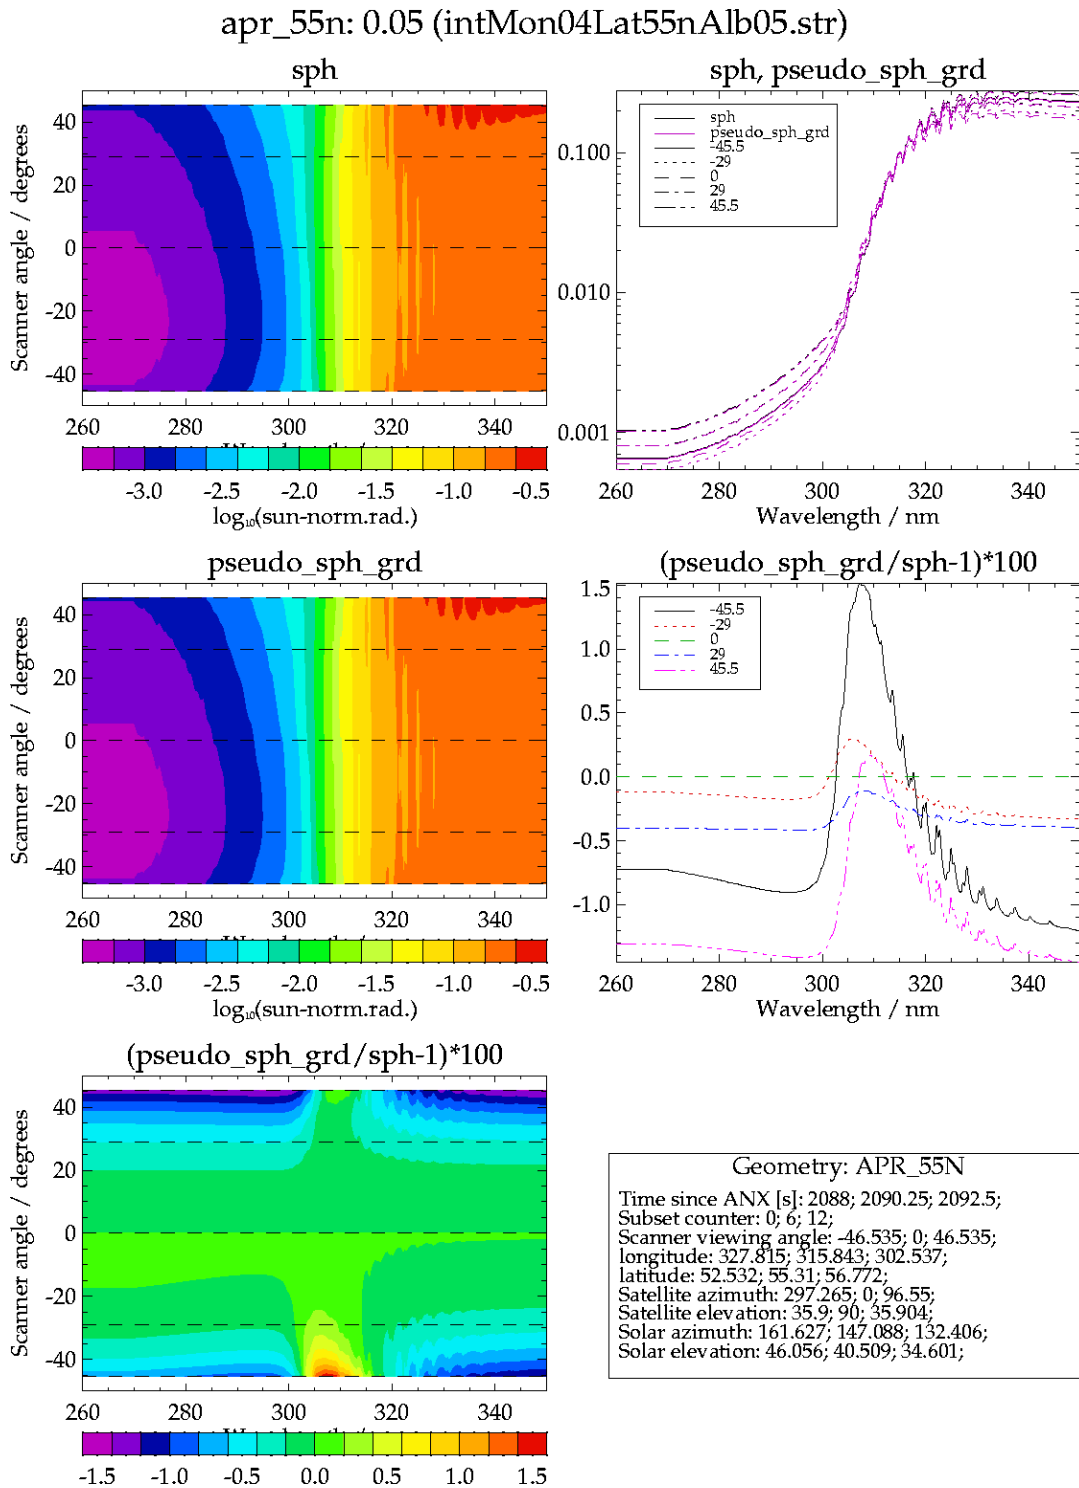 apr_55n: 0.05 (intMon04Lat55nAlb05.str)
sph
Scanner angle / degrees
40
20
0
-20
-40
260 280 300 320 340
-3.0 -2.5 -2.0 -1.5 -1.0 -0.5
log₁₀(sun-norm.rad.)
sph, pseudo_sph_grd
sph
pseudo_sph_grd
-45.5
-29
0
29
45.5
0.100
0.010
0.001
260 280 300 320 340
Wavelength / nm
pseudo_sph_grd
Scanner angle / degrees
40
20
0
-20
-40
260 280 300 320 340
-3.0 -2.5 -2.0 -1.5 -1.0 -0.5
log₁₀(sun-norm.rad.)
(pseudo_sph_grd/sph-1)*100
-45.5
-29
0
29
45.5
1.5
1.0
0.5
0.0
-0.5
-1.0
260 280 300 320 340
Wavelength / nm
(pseudo_sph_grd/sph-1)*100
Scanner angle / degrees
40
20
0
-20
-40
260 280 300 320 340
-1.5 -1.0 -0.5 0.0 0.5 1.0 1.5
Geometry: APR_55N
Time since ANX [s]: 2088; 2090.25; 2092.5;
Subset counter: 0; 6; 12;
Scanner viewing angle: -46.535; 0; 46.535;
longitude: 327.815; 315.843; 302.537;
latitude: 52.532; 55.31; 56.772;
Satellite azimuth: 297.265; 0; 96.55;
Satellite elevation: 35.9; 90; 35.904;
Solar azimuth: 161.627; 147.088; 132.406;
Solar elevation: 46.056; 40.509; 34.601;